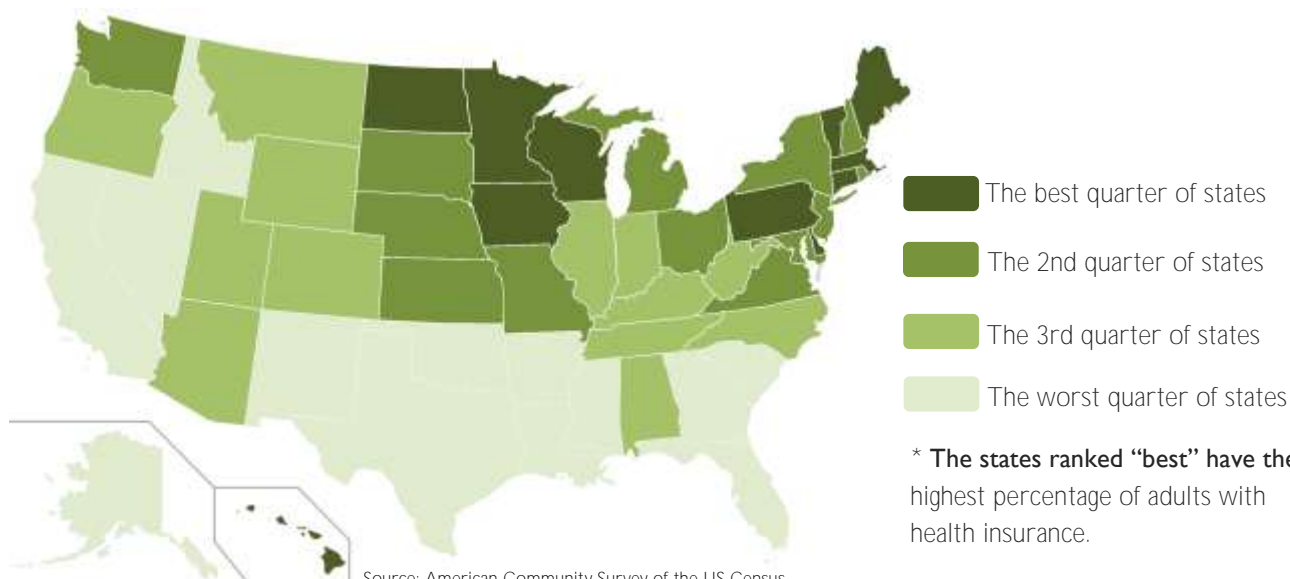 The best quarter of states
The 2nd quarter of states
The 3rd quarter of states
The worst quarter of states
* The states ranked “best” have the
highest percentage of adults with
health insurance.
Source: American Community Survey of the US Census